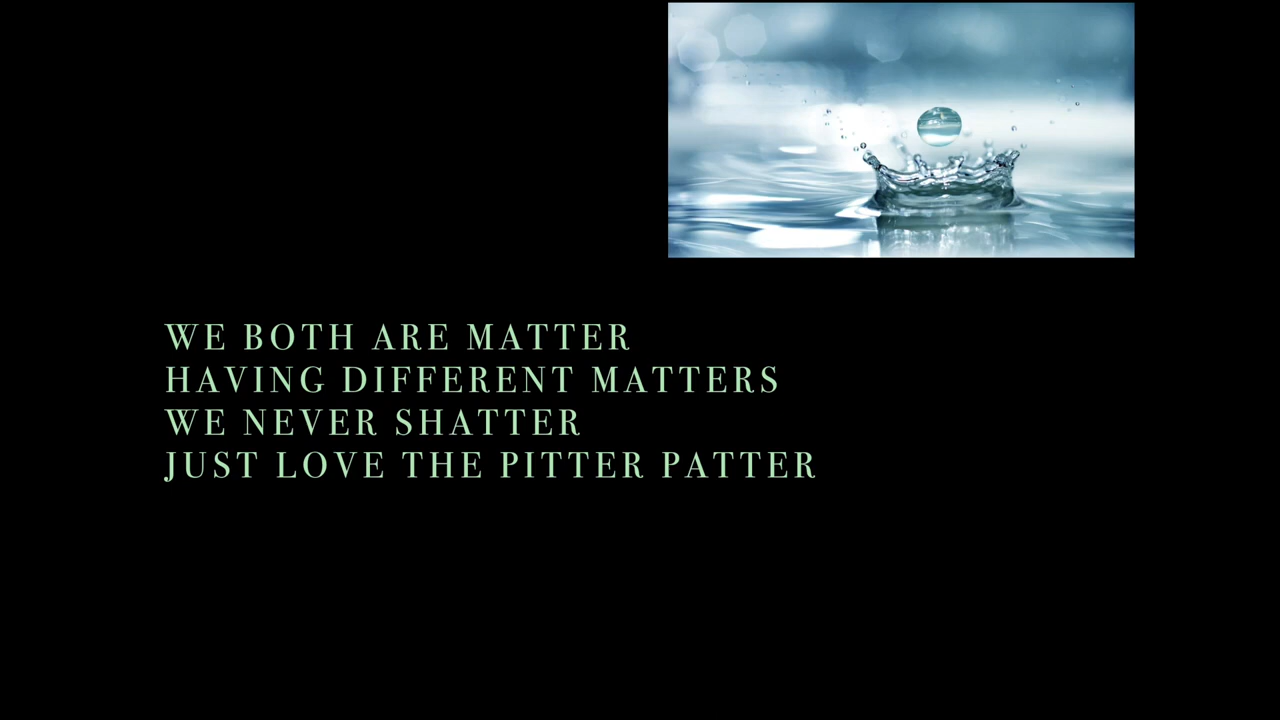 WE BOTH ARE MATTER
HAVING DIFFERENT MATTERS
WE NEVER SHATTER
JUST LOVE THE PITTER PATTER